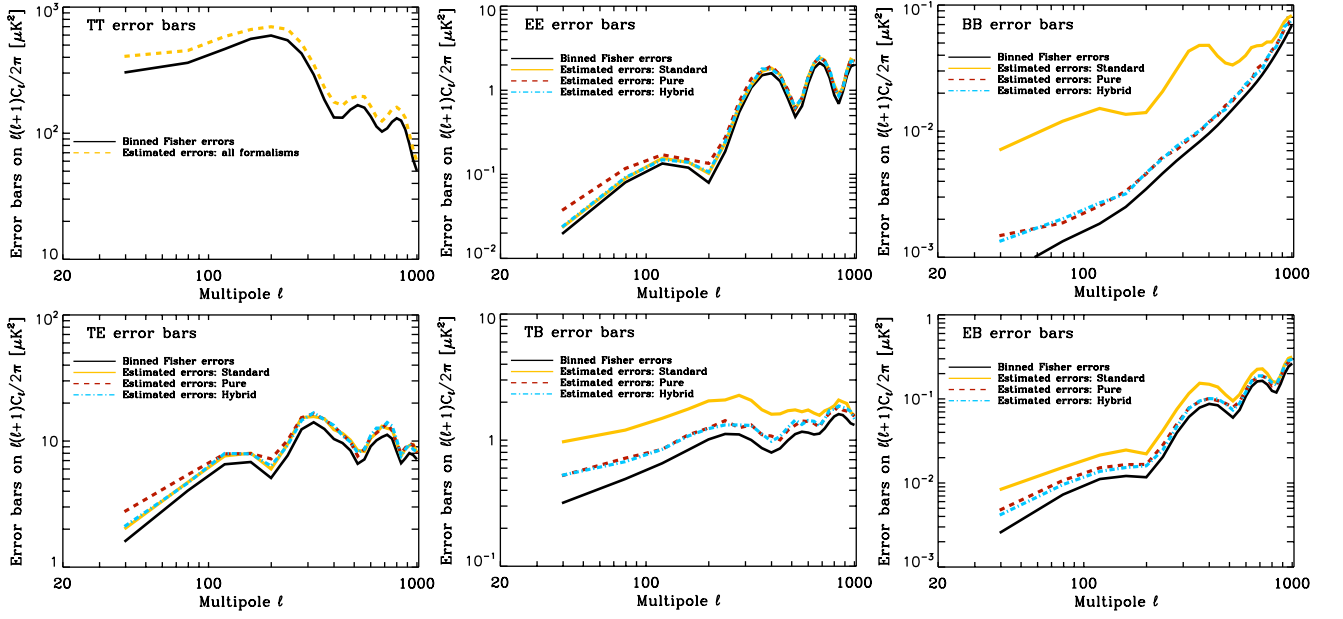 TT error bars
Error bars on ℓ(ℓ+1)Cℓ/2π [μK²]
10³
10²
10
Binned Fisher errors
Estimated errors: all formalisms
20
100
1000
Multipole ℓ
EE error bars
Error bars on ℓ(ℓ+1)Cℓ/2π [μK²]
10¹
1
10⁻¹
10⁻²
Binned Fisher errors
Estimated errors: Standard
Estimated errors: Pure
Estimated errors: Hybrid
20
100
1000
Multipole ℓ
BB error bars
Error bars on ℓ(ℓ+1)Cℓ/2π [μK²]
10⁻¹
10⁻²
10⁻³
Binned Fisher errors
Estimated errors: Standard
Estimated errors: Pure
Estimated errors: Hybrid
20
100
1000
Multipole ℓ
TE error bars
Error bars on ℓ(ℓ+1)Cℓ/2π [μK²]
10²
10
1
Binned Fisher errors
Estimated errors: Standard
Estimated errors: Pure
Estimated errors: Hybrid
20
100
1000
Multipole ℓ
TB error bars
Error bars on ℓ(ℓ+1)Cℓ/2π [μK²]
10
1
10⁻¹
Binned Fisher errors
Estimated errors: Standard
Estimated errors: Pure
Estimated errors: Hybrid
20
100
1000
Multipole ℓ
EB error bars
Error bars on ℓ(ℓ+1)Cℓ/2π [μK²]
1
10⁻¹
10⁻²
10⁻³
Binned Fisher errors
Estimated errors: Standard
Estimated errors: Pure
Estimated errors: Hybrid
20
100
1000
Multipole ℓ